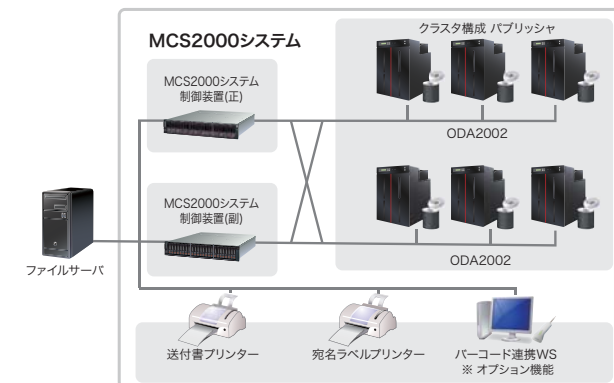 MCS2000システム
クラスタ構成 パブリッシャ
MCS2000システム
制御装置(正)
ODA2002
MCS2000システム
制御装置(副)
ODA2002
ファイルサーバ
送付書プリンター
宛名ラベルプリンター
バーコード連携WS
※ オプション機能